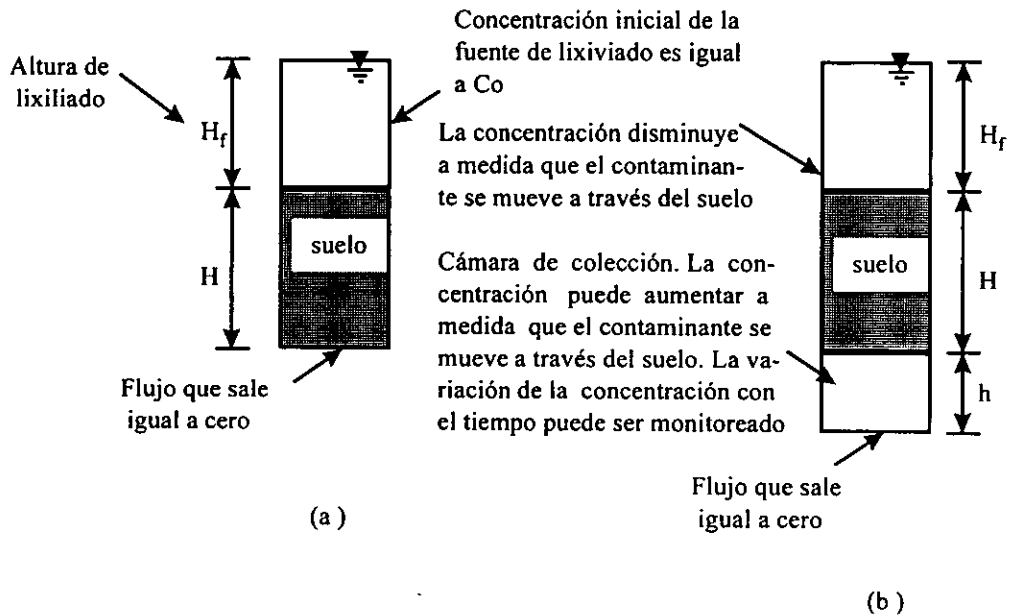 Altura de
lixiliado
H_f
H
suelo
Flujo que sale
igual a cero
(a)
Concentración inicial de la
fuente de lixiviado es igual
a Co
La concentración disminuye
a medida que el contaminan-
te se mueve a través del suelo
Cámara de colección. La con-
centración puede aumentar a
medida que el contaminante se
mueve a través del suelo. La va-
riación de la concentración con
el tiempo puede ser monitoreado
H_f
suelo
H
h
Flujo que sale
igual a cero
(b)